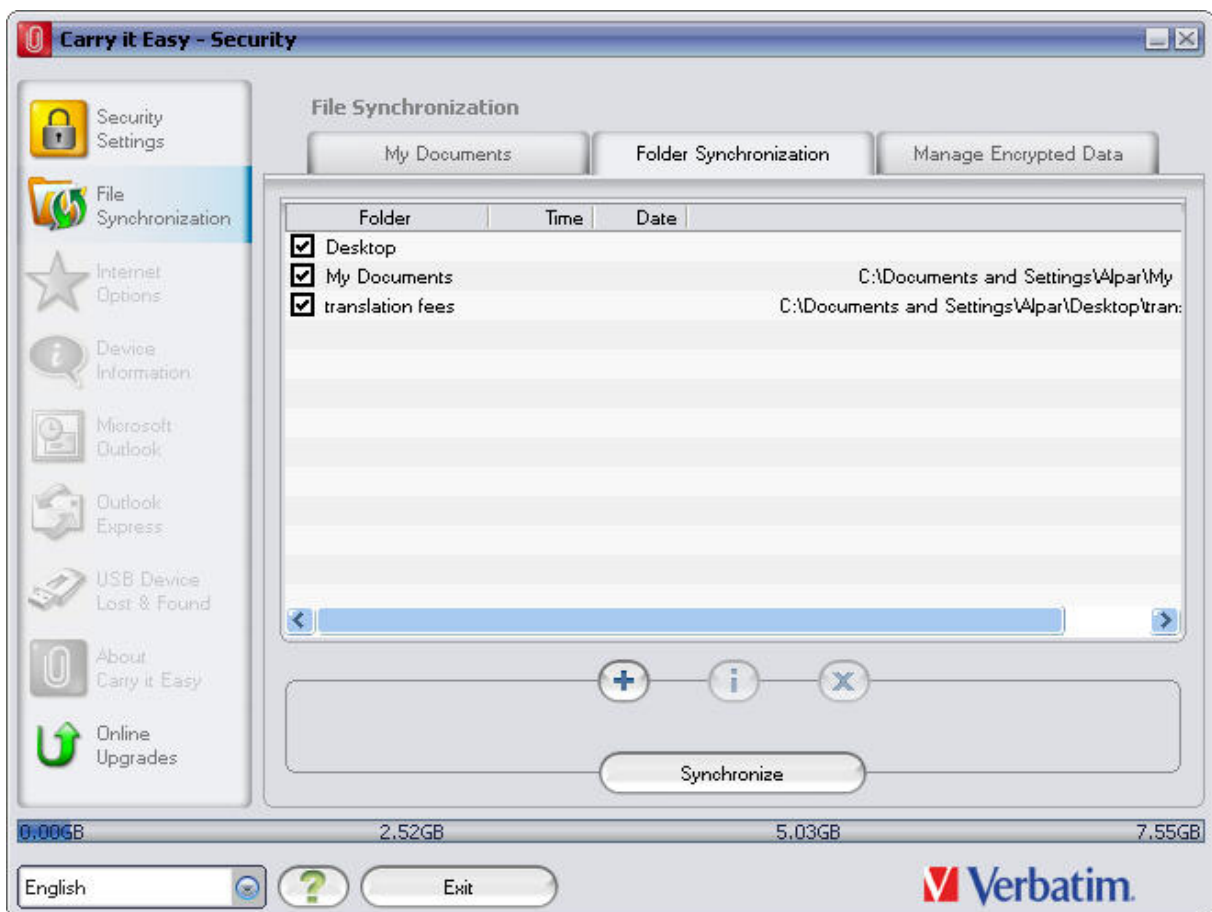 Carry it Easy - Security
Security
Settings
File
Synchronization
Internet
Options
Device
Information
Microsoft
Outlook
Outlook
Express
USB Device
Lost & Found
About
Carry it Easy
Online
Upgrades
File Synchronization
My Documents
Folder Synchronization
Manage Encrypted Data
Folder Time Date
Desktop
My Documents C:\Documents and Settings\Alpar\My
translation fees C:\Documents and Settings\Alpar\Desktop\tran
Synchronize
0.00GB 2.52GB 5.03GB 7.55GB
English
?
Exit
Verbatim.